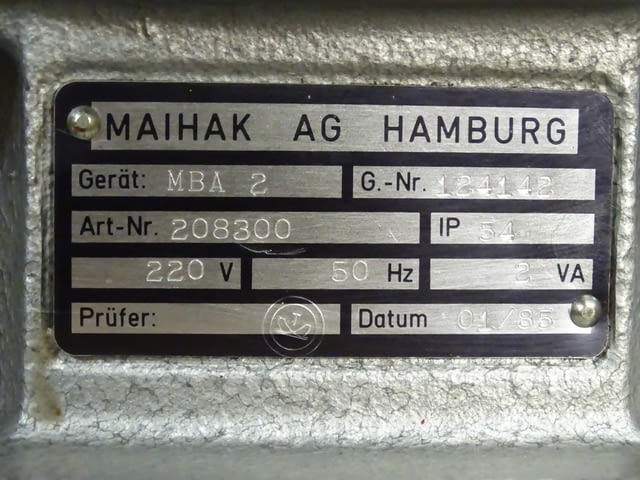 MAIHAK AG HAMBURG
Gerät: MBA 2 G.-Nr. 124142
Art-Nr. 208300 IP 54
220 V 50 Hz 2 VA
Prüfer: Datum 01/85